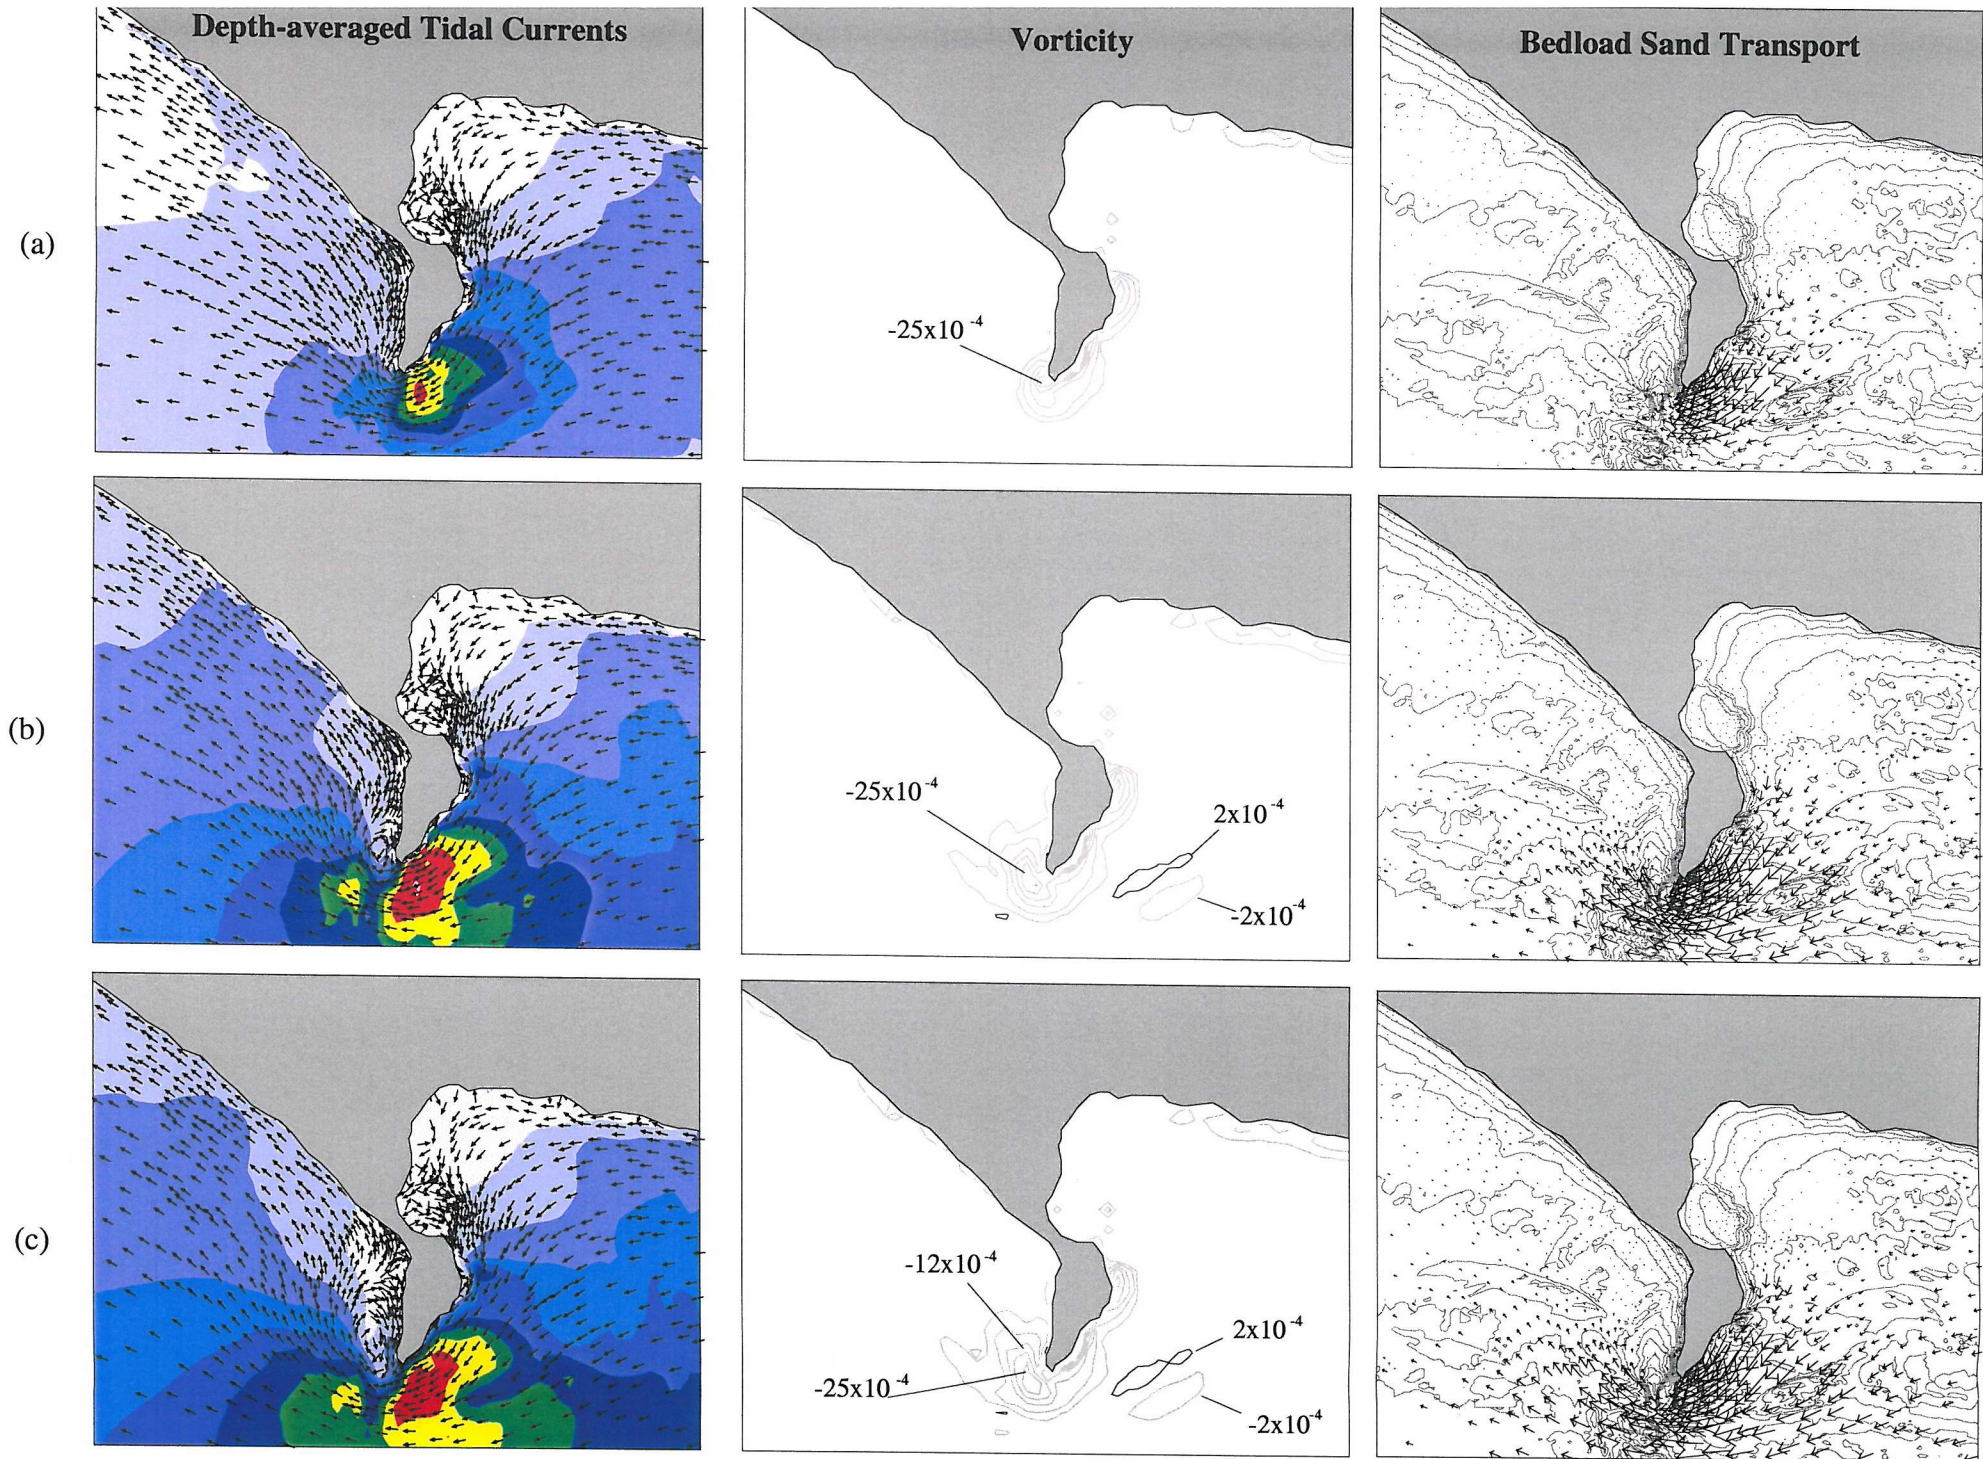 Depth-averaged Tidal Currents
Vorticity
Bedload Sand Transport
(a)
-25x10⁻⁴
(b)
-25x10⁻⁴
2x10⁻⁴
-2x10⁻⁴
(c)
-12x10⁻⁴
2x10⁻⁴
-25x10⁻⁴
-2x10⁻⁴